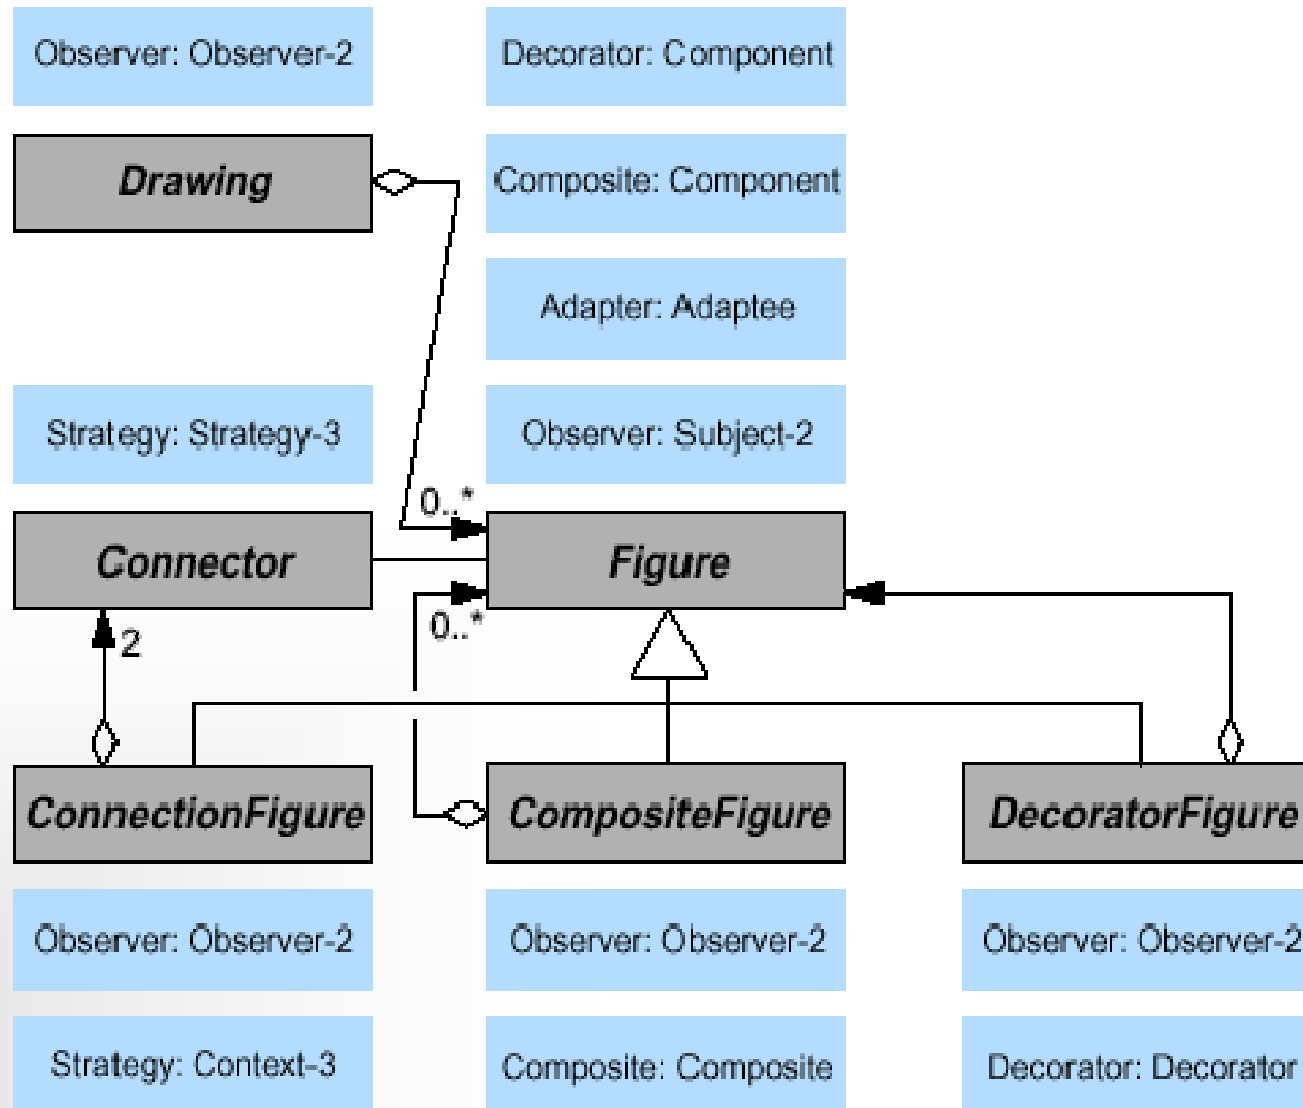 Observer: Observer-2
Decorator: Component
Drawing
Composite: Component
Adapter: Adaptee
Strategy: Strategy-3
Observer: Subject-2
0..*
Connector
Figure
0..*
2
ConnectionFigure
CompositeFigure
DecoratorFigure
Observer: Observer-2
Observer: Observer-2
Observer: Observer-2
Strategy: Context-3
Composite: Composite
Decorator: Decorator